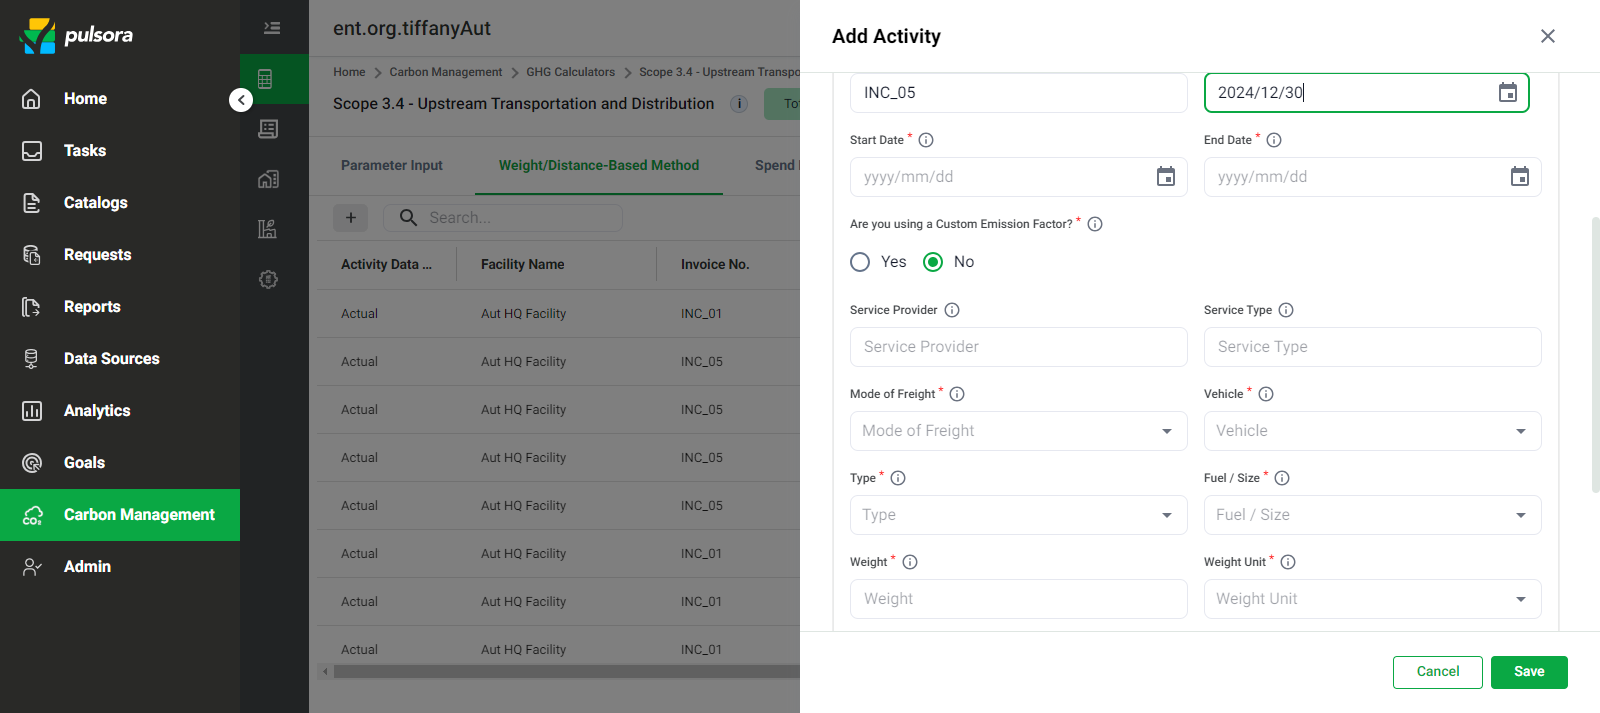 pulsora
Home
Tasks
Catalogs
Requests
Reports
Data Sources
Analytics
Goals
Carbon Management
Admin
ent.org.tiffanyAut
Home > Carbon Management > GHG Calculators > Scope 3.4 - Upstream Transpo
Scope 3.4 - Upstream Transportation and Distribution
To
Parameter Input Weight/Distance-Based Method Spend
+ Search...
Activity Data ... Facility Name Invoice No.
Actual Aut HQ Facility INC_01
Actual Aut HQ Facility INC_05
Actual Aut HQ Facility INC_05
Actual Aut HQ Facility INC_05
Actual Aut HQ Facility INC_05
Actual Aut HQ Facility INC_01
Actual Aut HQ Facility INC_01
Actual Aut HQ Facility INC_01
Add Activity
INC_05 2024/12/30
Start Date * End Date *
yyyy/mm/dd yyyy/mm/dd
Are you using a Custom Emission Factor? *
Yes No
Service Provider Service Type
Service Provider Service Type
Mode of Freight * Vehicle *
Mode of Freight Vehicle
Type * Fuel / Size *
Type Fuel / Size
Weight * Weight Unit *
Weight Weight Unit
Cancel Save